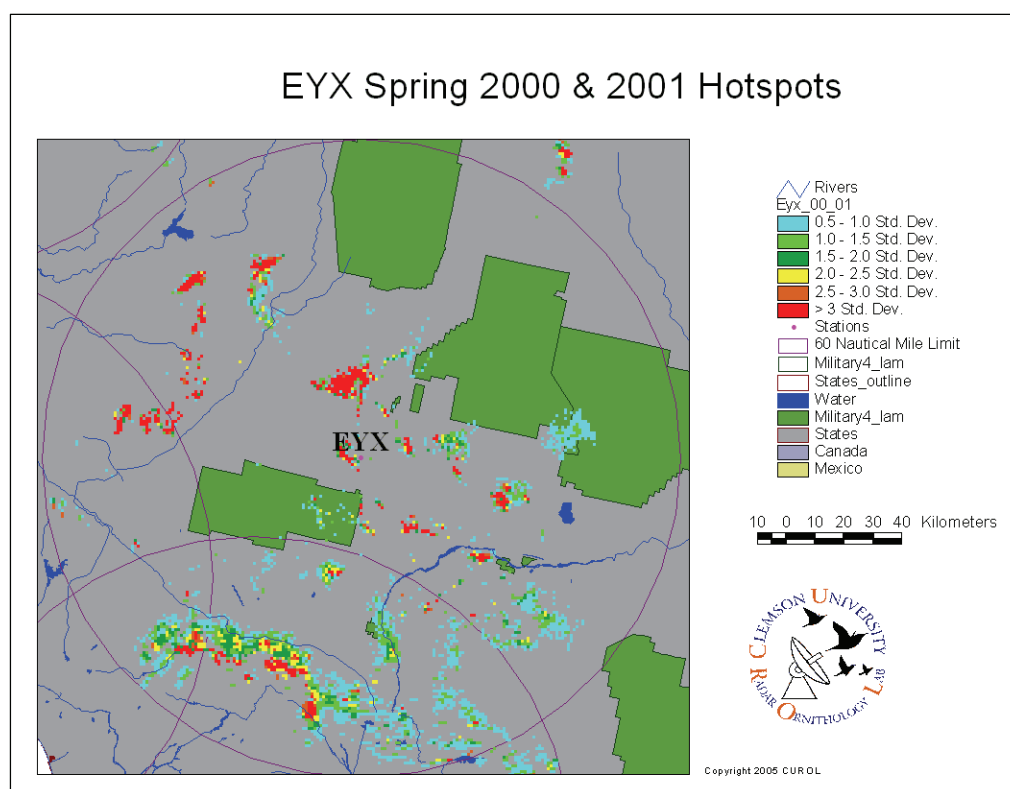 EYX Spring 2000 & 2001 Hotspots
EYX
Rivers
Eyx_00_01
0.5 - 1.0 Std. Dev.
1.0 - 1.5 Std. Dev.
1.5 - 2.0 Std. Dev.
2.0 - 2.5 Std. Dev.
2.5 - 3.0 Std. Dev.
> 3 Std. Dev.
Stations
60 Nautical Mile Limit
Military4_lam
States_outline
Water
Military4_lam
States
Canada
Mexico
10 0 10 20 30 40 Kilometers
CLEMSON UNIVERSITY
RADAR ORNITHOLOGY LAB
Copyright 2005 CUROL